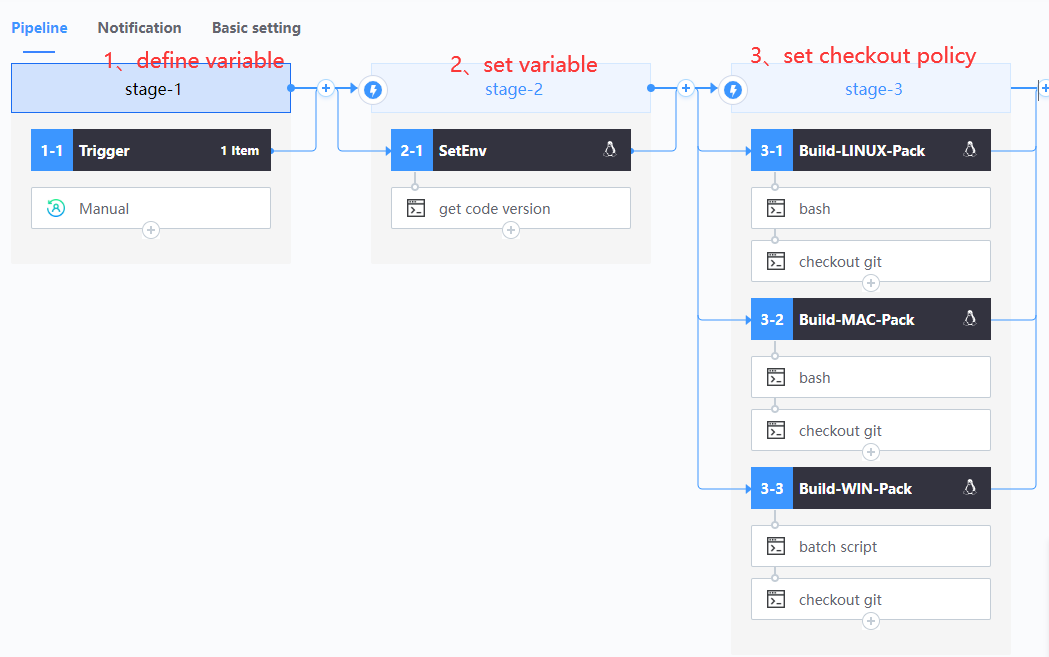 Pipeline Notification Basic setting
1、define variable
2、set variable
3、set checkout policy
stage-1
stage-2
stage-3
1-1 Trigger 1 Item
Manual
2-1 SetEnv
get code version
3-1 Build-LINUX-Pack
bash
checkout git
3-2 Build-MAC-Pack
bash
checkout git
3-3 Build-WIN-Pack
batch script
checkout git